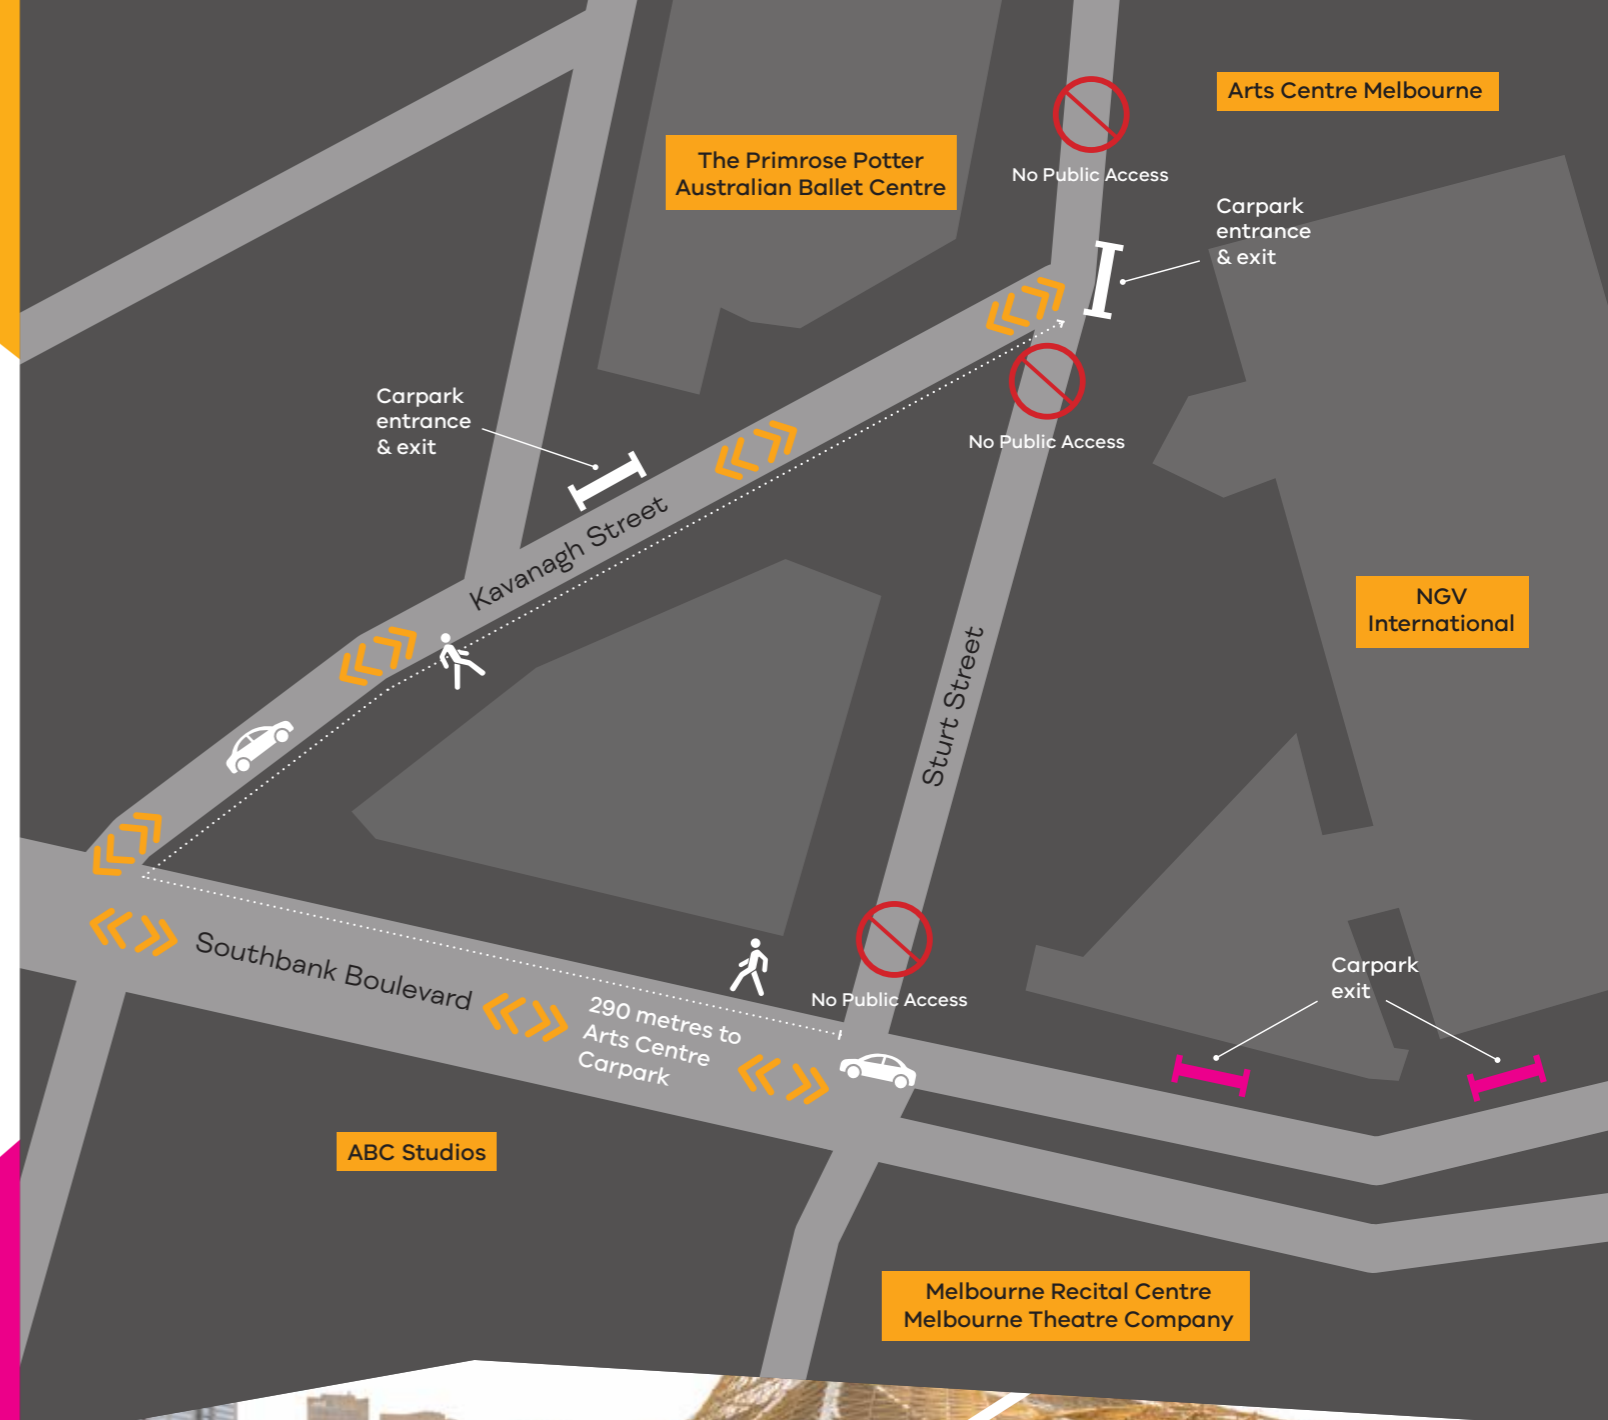 Arts Centre Melbourne
The Primrose Potter
Australian Ballet Centre
No Public Access
Carpark
entrance
& exit
Carpark
entrance
& exit
No Public Access
Kavanagh Street
NGV
International
Sturt Street
Southbank Boulevard
290 metres to
Arts Centre
Carpark
No Public Access
Carpark
exit
ABC Studios
Melbourne Recital Centre
Melbourne Theatre Company